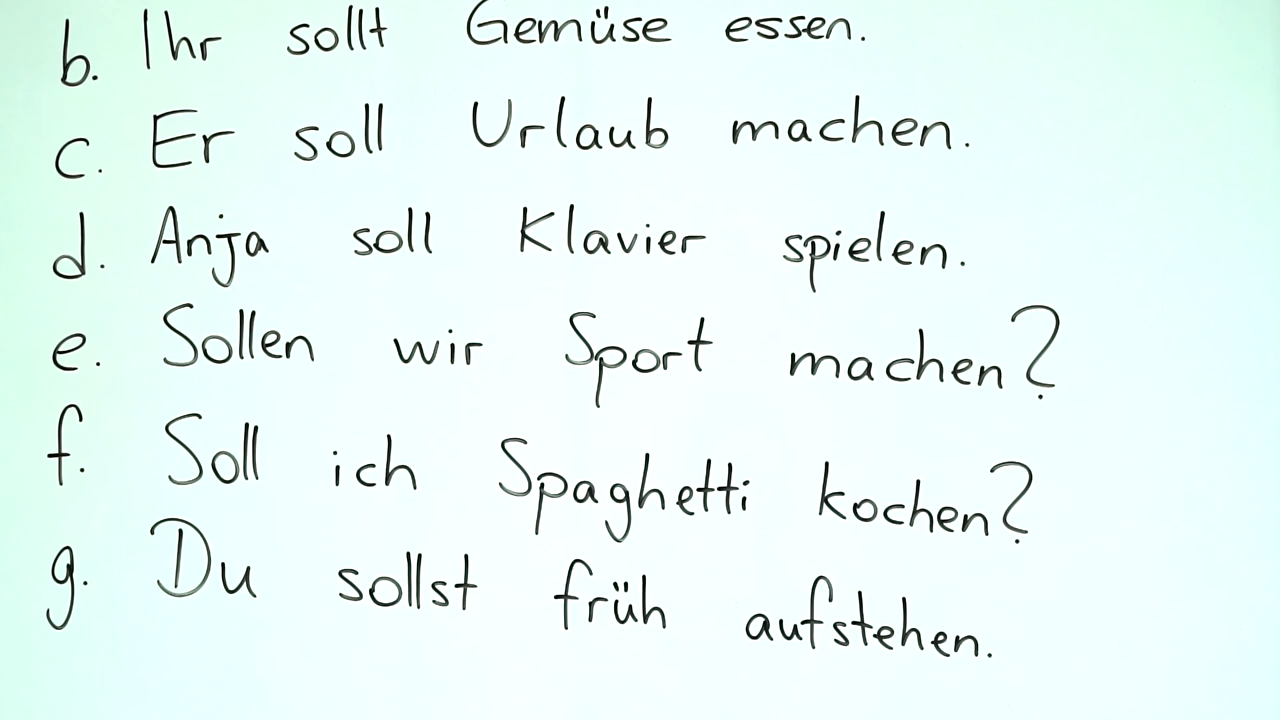 b. Ihr sollt Gemüse essen.
c. Er soll Urlaub machen.
d. Anja soll Klavier spielen.
e. Sollen wir Sport machen?
f. Soll ich Spaghetti kochen?
g. Du sollst früh aufstehen.